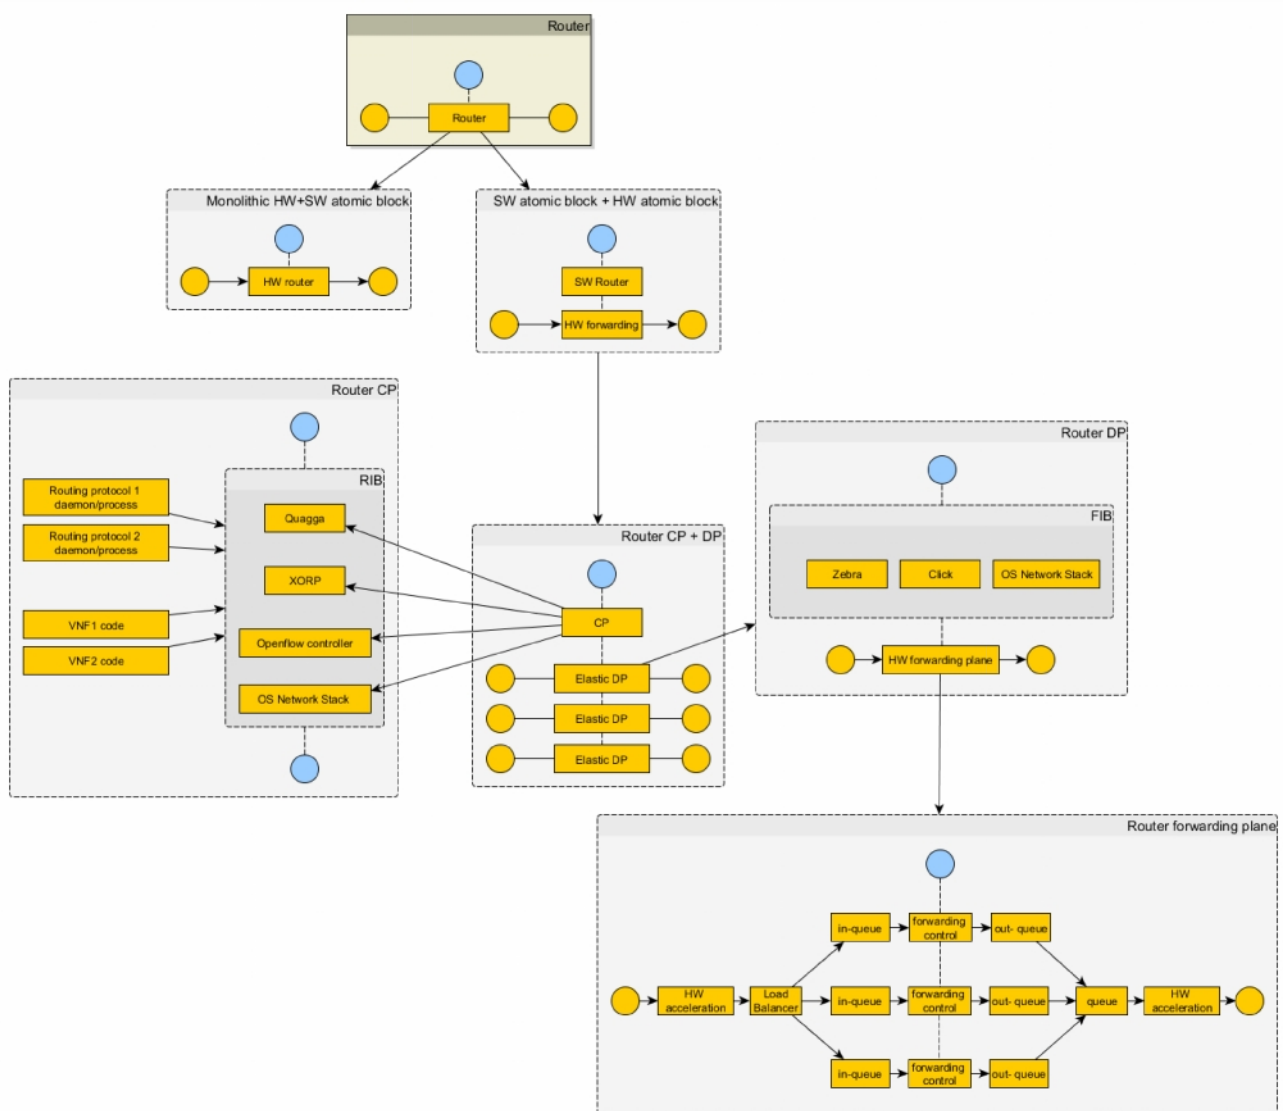 Router
Router
Monolithic HW+SW atomic block
HW router
SW atomic block + HW atomic block
SW Router
HW forwarding
Router CP
RIB
Routing protocol 1
daemon/process
Routing protocol 2
daemon/process
VNF1 code
VNF2 code
Quagga
XORP
Openflow controller
OS Network Stack
Router CP + DP
CP
Elastic DP
Elastic DP
Elastic DP
Router DP
FIB
Zebra
Click
OS Network Stack
HW forwarding plane
Router forwarding plane
in-queue
forwarding
control
out- queue
HW
acceleration
Load
Balancer
in-queue
forwarding
control
out- queue
queue
HW
acceleration
in-queue
forwarding
control
out- queue